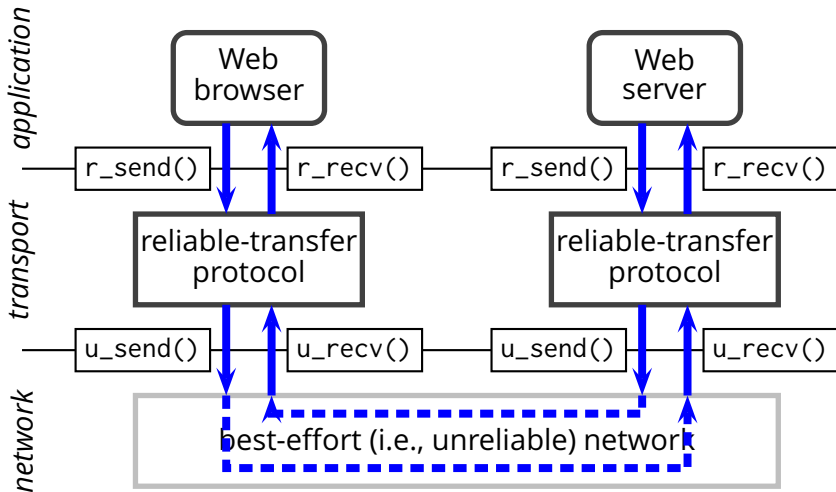 application
Web
browser
Web
server
r_send()
r_recv()
r_send()
r_recv()
transport
reliable-transfer
protocol
reliable-transfer
protocol
u_send()
u_recv()
u_send()
u_recv()
network
best-effort (i.e., unreliable) network